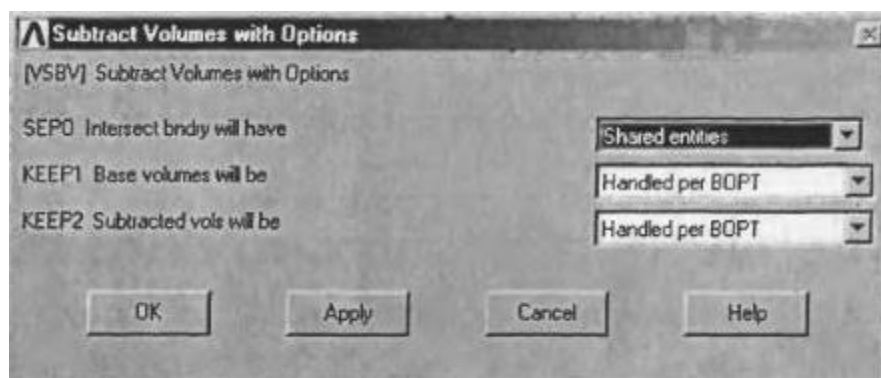 Subtract Volumes with Options
[VSBV] Subtract Volumes with Options
SEPO Intersect bndry will have Shared entities
KEEP1 Base volumes will be Handled per BOPT
KEEP2 Subtracted vols will be Handled per BOPT
OK Apply Cancel Help